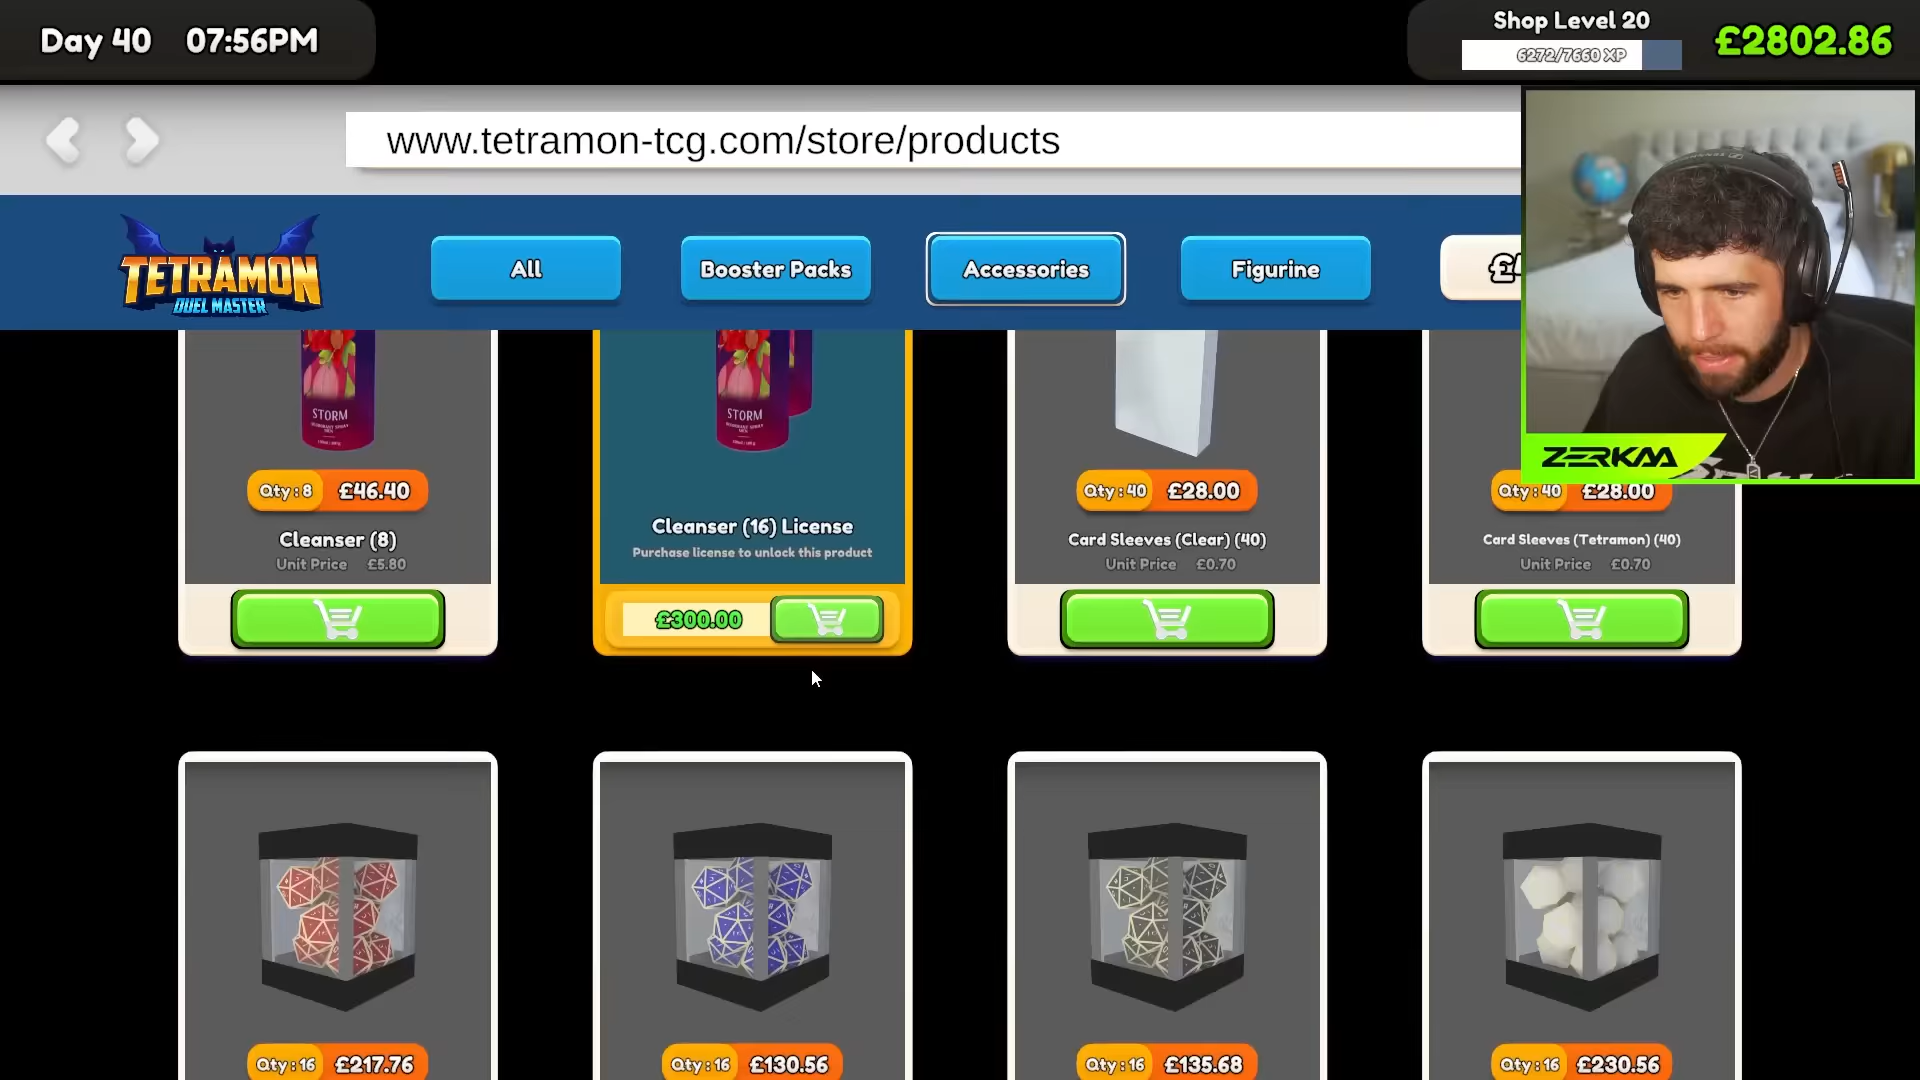 Day 40 07:56PM
Shop Level 20
6272/7660 XP
£2802.86
www.tetramon-tcg.com/store/products
TETRAMON
DUEL MASTER
All
Booster Packs
Accessories
Figurine
ZERKAA
STORM
STORM
Qty : 8 £46.40
Qty : 40 £28.00
Qty : 40 £28.00
Cleanser (8)
Unit Price £5.80
Cleanser (16) License
Purchase license to unlock this product
Card Sleeves (Clear) (40)
Unit Price £0.70
Card Sleeves (Tetramon) (40)
Unit Price £0.70
£300.00
Qty : 16 £217.76
Qty : 16 £130.56
Qty : 16 £135.68
Qty : 16 £230.56